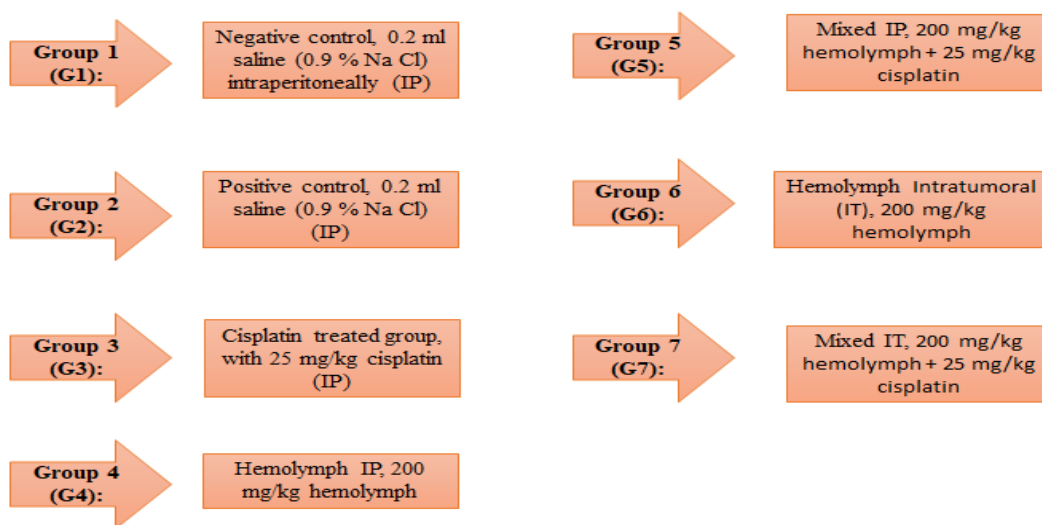 Group 1
(G1):
Negative control, 0.2 ml
saline (0.9 % Na Cl)
intraperitoneally (IP)
Group 2
(G2):
Positive control, 0.2 ml
saline (0.9 % Na Cl)
(IP)
Group 3
(G3):
Cisplatin treated group,
with 25 mg/kg cisplatin
(IP)
Group 4
(G4):
Hemolymph IP, 200
mg/kg hemolymph
Group 5
(G5):
Mixed IP, 200 mg/kg
hemolymph + 25 mg/kg
cisplatin
Group 6
(G6):
Hemolymph Intratumoral
(IT), 200 mg/kg
hemolymph
Group 7
(G7):
Mixed IT, 200 mg/kg
hemolymph + 25 mg/kg
cisplatin